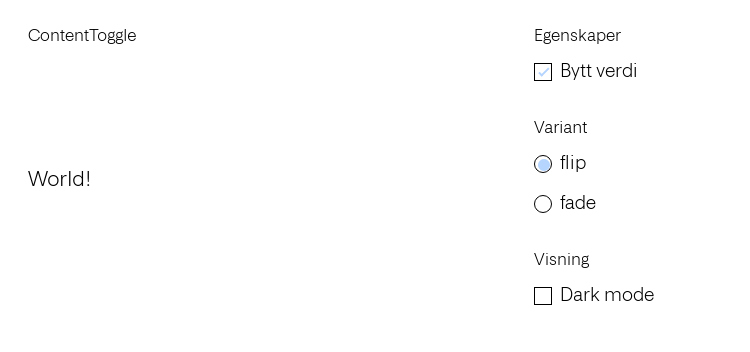 ContentToggle
World!
Egenskaper
Bytt verdi
Variant
flip
fade
Visning
Dark mode